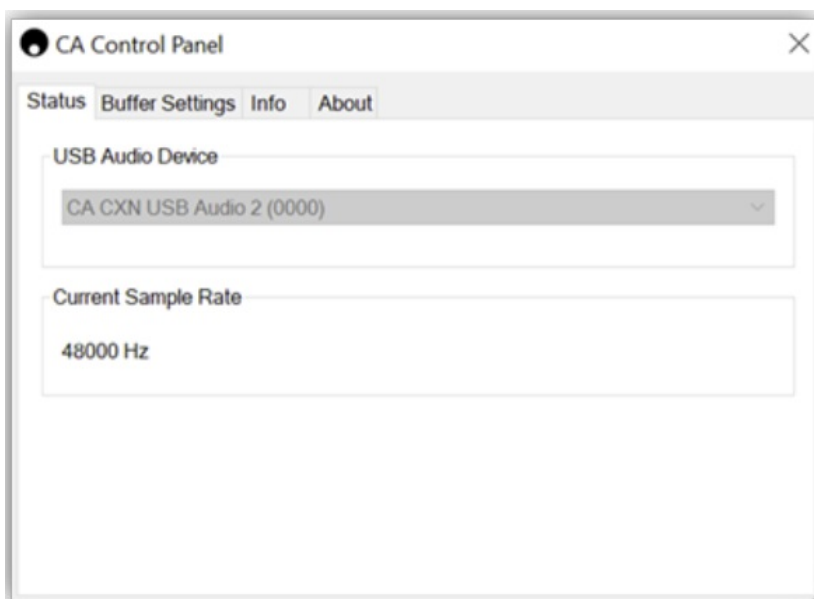 CA Control Panel
Status Buffer Settings Info About
USB Audio Device
CA CXN USB Audio 2 (0000)
Current Sample Rate
48000 Hz